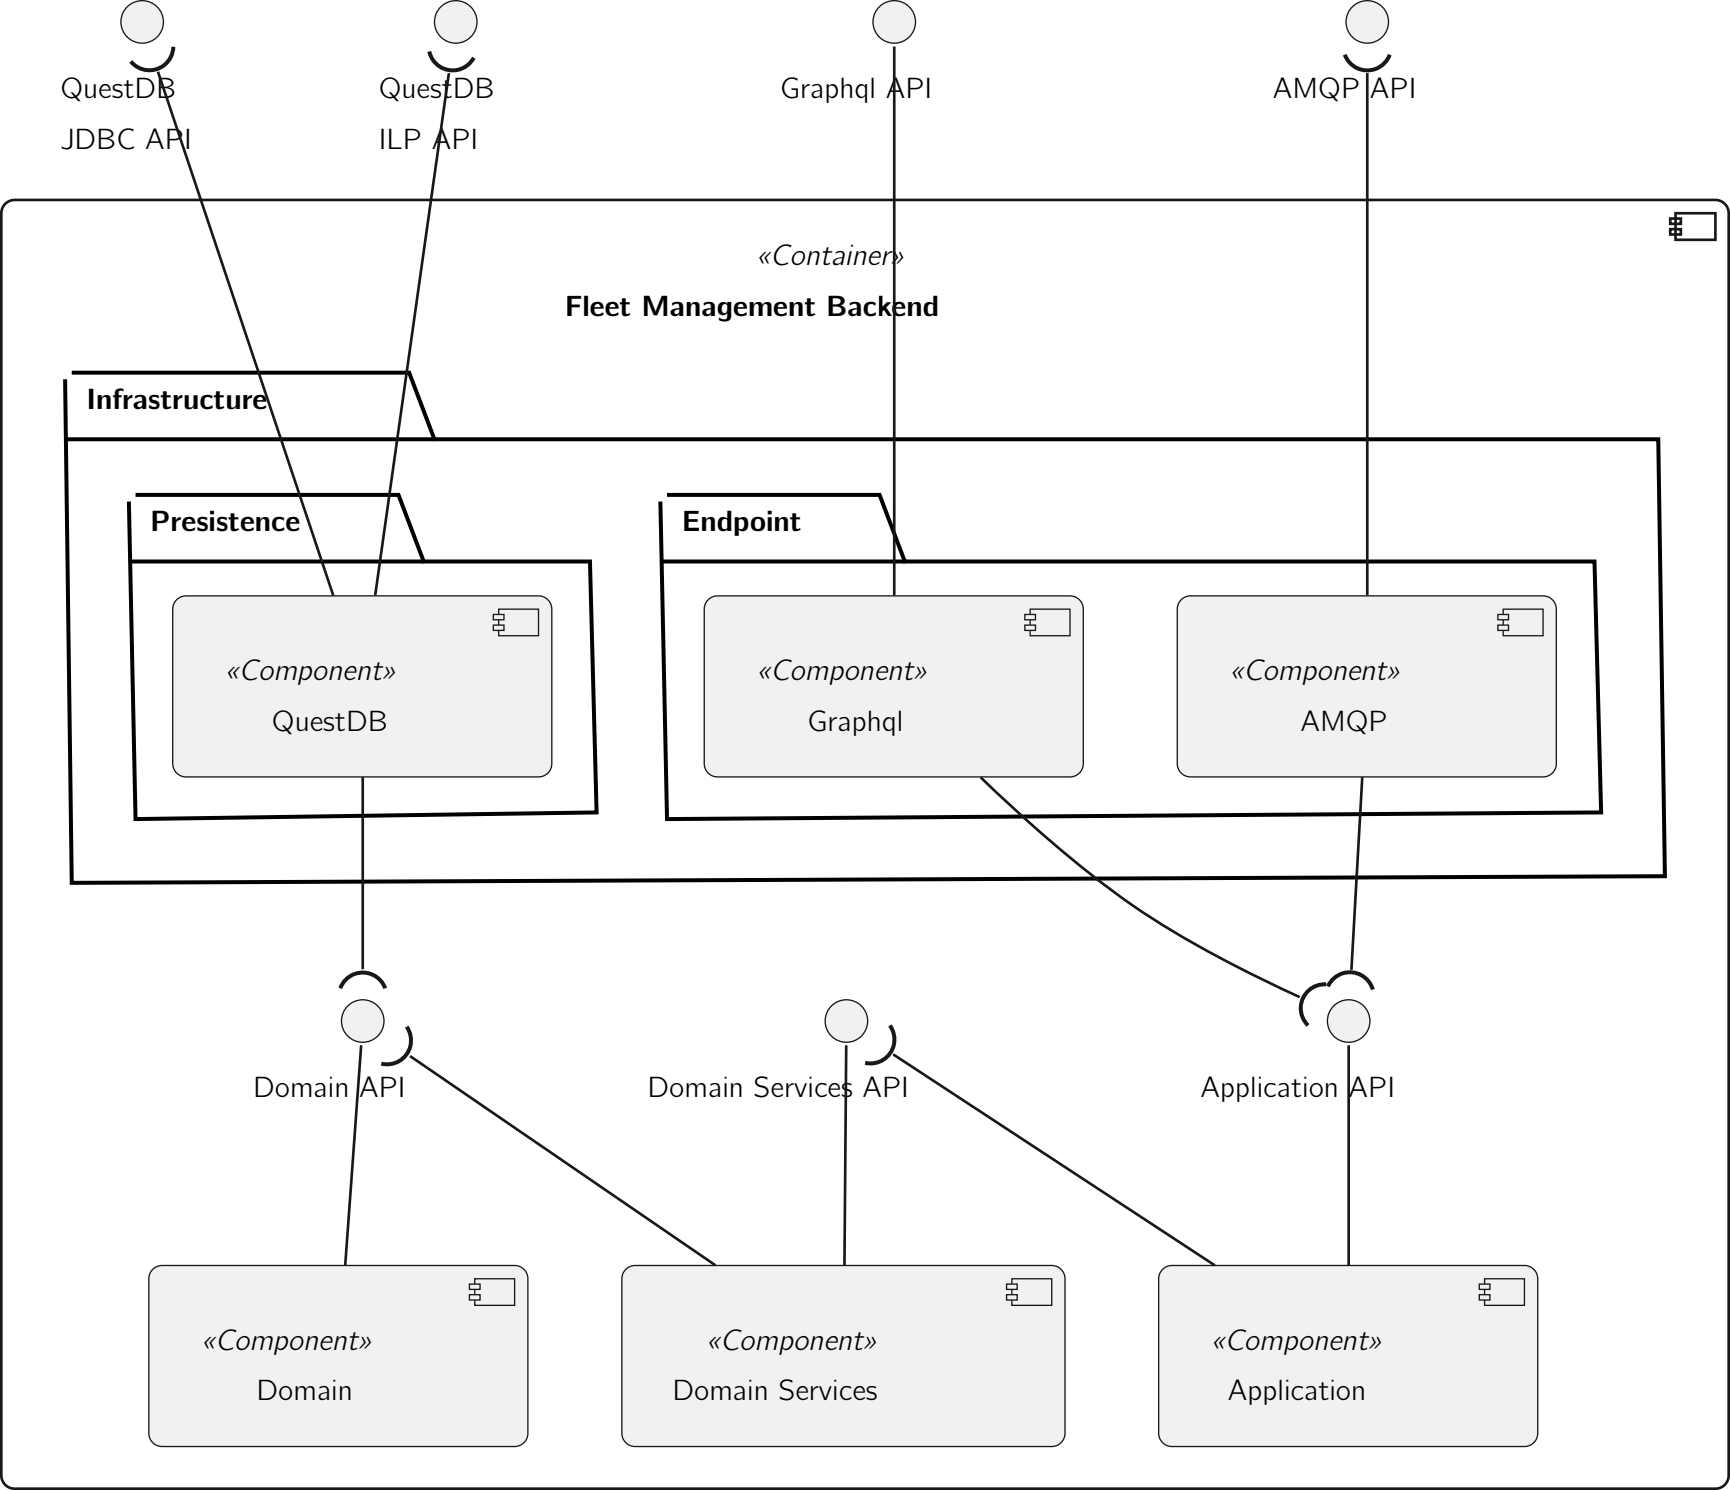 QuestDB
JDBC API
QuestDB
ILP API
Graphql API
AMQP API
«Container»
Fleet Management Backend
Infrastructure
Presistence
Endpoint
«Component»
QuestDB
«Component»
Graphql
«Component»
AMQP
Domain API
Domain Services API
Application API
«Component»
Domain
«Component»
Domain Services
«Component»
Application